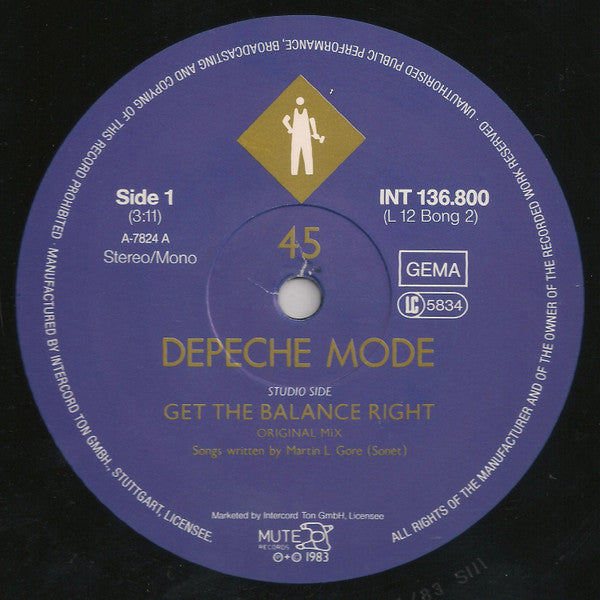 Side 1
(3:11)
A-7824 A
Stereo/Mono
INT 136.800
(L 12 Bong 2)
45
GEMA
LC 5834
DEPECHE MODE
STUDIO SIDE
GET THE BALANCE RIGHT
ORIGINAL MiX
Songs written by Martin L. Gore (Sonet)
Marketed by Intercord Ton GmbH, Licensee
MUTE
RECORDS
©+℗ 1983
ALL RIGHTS OF THE MANUFACTURER AND OF THE OWNER OF THE RECORDED WORK RESERVED · UNAUTHORISED PUBLIC PERFORMANCE, BROADCASTING AND COPYING OF THIS RECORD PROHIBITED · MANUFACTURED BY INTERCORD TON GMBH., STUTTGART, LICENSEE.